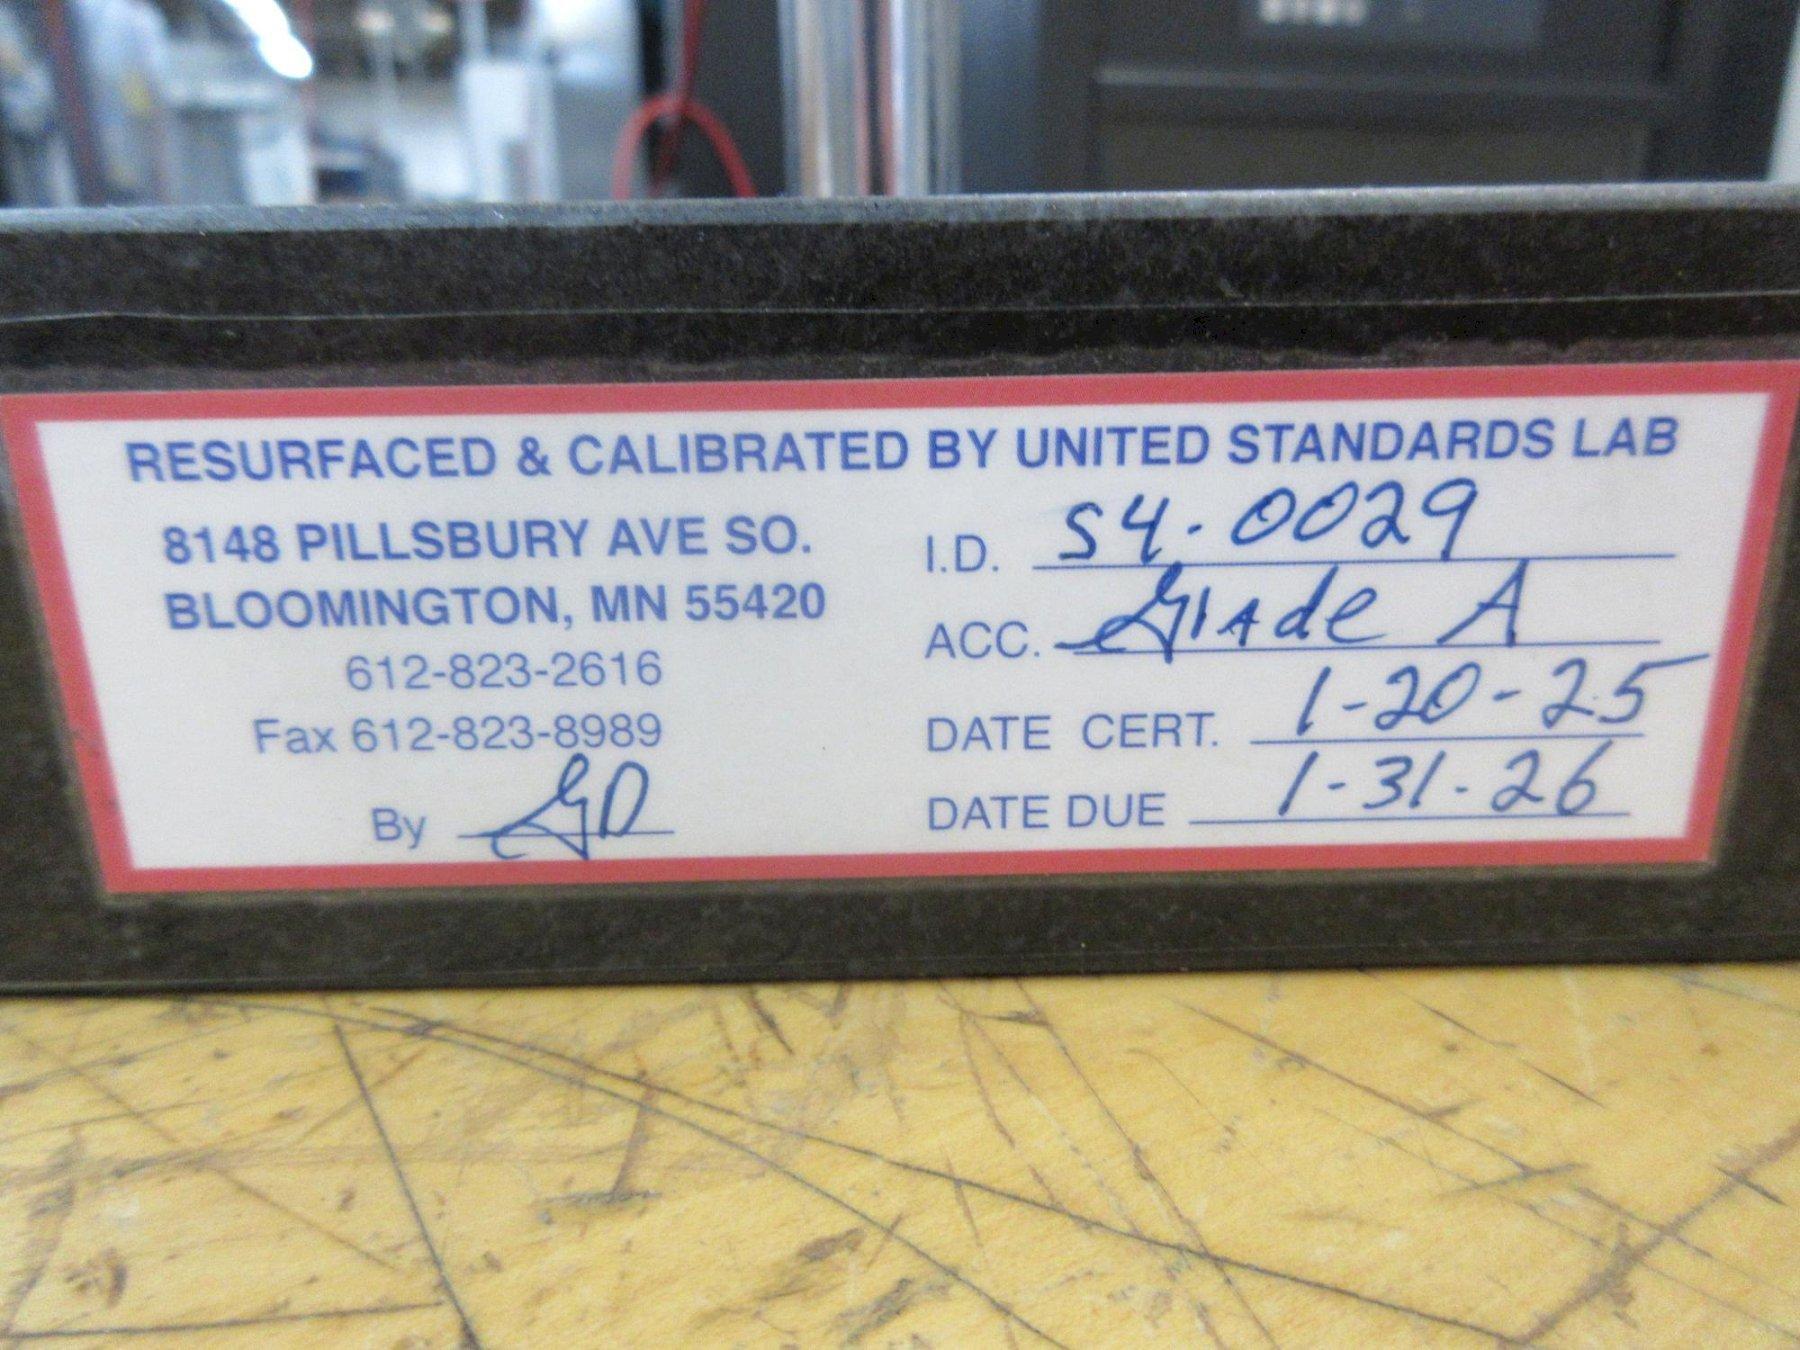 RESURFACED & CALIBRATED BY UNITED STANDARDS LAB
8148 PILLSBURY AVE SO.
BLOOMINGTON, MN 55420
612-823-2616
Fax 612-823-8989
By GD
I.D. S4-0029
ACC. Grade A
DATE CERT. 1-20-25
DATE DUE 1-31-26